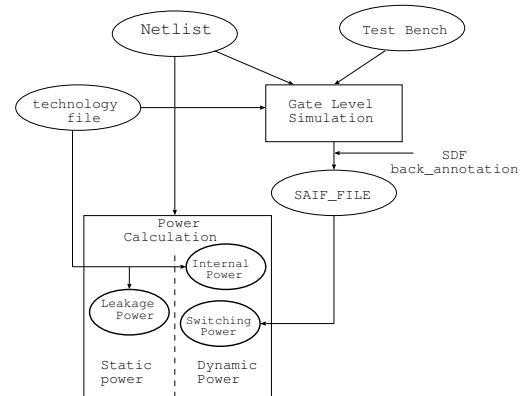 Netlist
Test Bench
technology
file
Gate Level
Simulation
SDF
back_annotation
SAIF_FILE
Power
Calculation
Internal
Power
Leakage
Power
Switching
Power
Static
power
Dynamic
Power